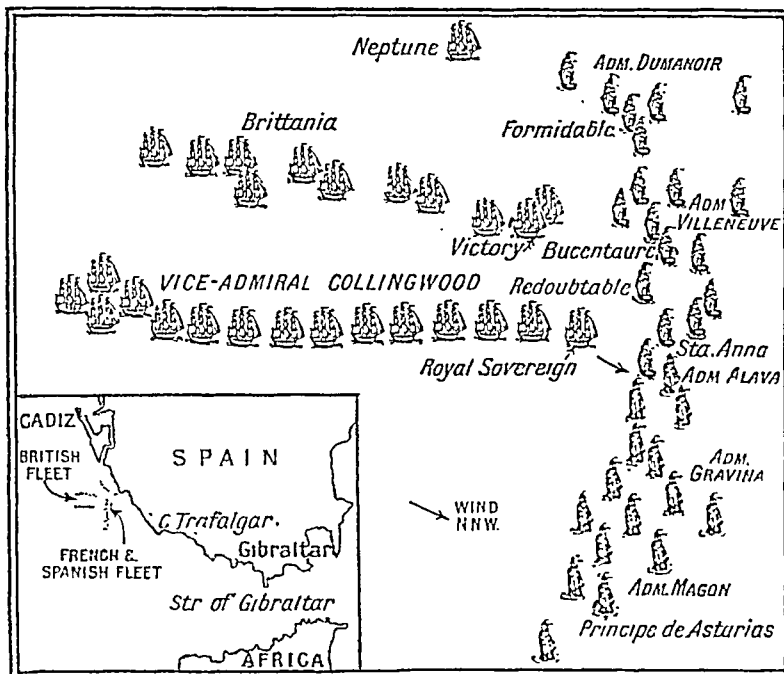 Neptune
ADM. DUMANOIR
Formidable
Brittania
ADM
VILLENEUVE
Victory
Bucentaure
VICE-ADMIRAL COLLINGWOOD
Redoubtable
Sta. Anna
Royal Sovereign
ADM ALAVA
ADM.
GRAVINA
WIND
NNW.
ADM. MAGON
Principe de Asturias
CADIZ
BRITISH
FLEET
SPAIN
C. Trafalgar.
Gibraltar
FRENCH &
SPANISH FLEET
Str of Gibraltar
AFRICA